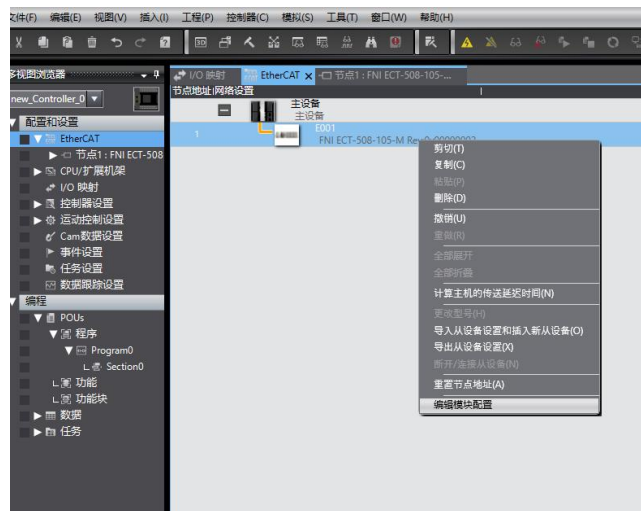 文件(F) 编辑(E) 视图(V) 插入(I) 工程(P) 控制器(C) 模拟(S) 工具(T) 窗口(W) 帮助(H)
多视图浏览器
new_Controller_0
配置和设置
EtherCAT
节点1 : FNI ECT-508
CPU/扩展机架
I/O 映射
控制器设置
运动控制设置
Cam数据设置
事件设置
任务设置
数据跟踪设置
编程
POUs
程序
Program0
Section0
功能
功能块
数据
任务
I/O 映射 EtherCAT 节点1 : FNI ECT-508-105-...
节点地址|网络设置
主设备
主设备
1
E001
FNI ECT-508-105-M Rev:0x00000002
剪切(T)
复制(C)
粘贴(P)
删除(D)
撤销(U)
重做(R)
全部展开
全部折叠
计算主机的传送延迟时间(N)
更改型号(H)
导入从设备设置和插入新从设备(O)
导出从设备设置(X)
断开/连接从设备(N)
重置节点地址(A)
编辑模块配置